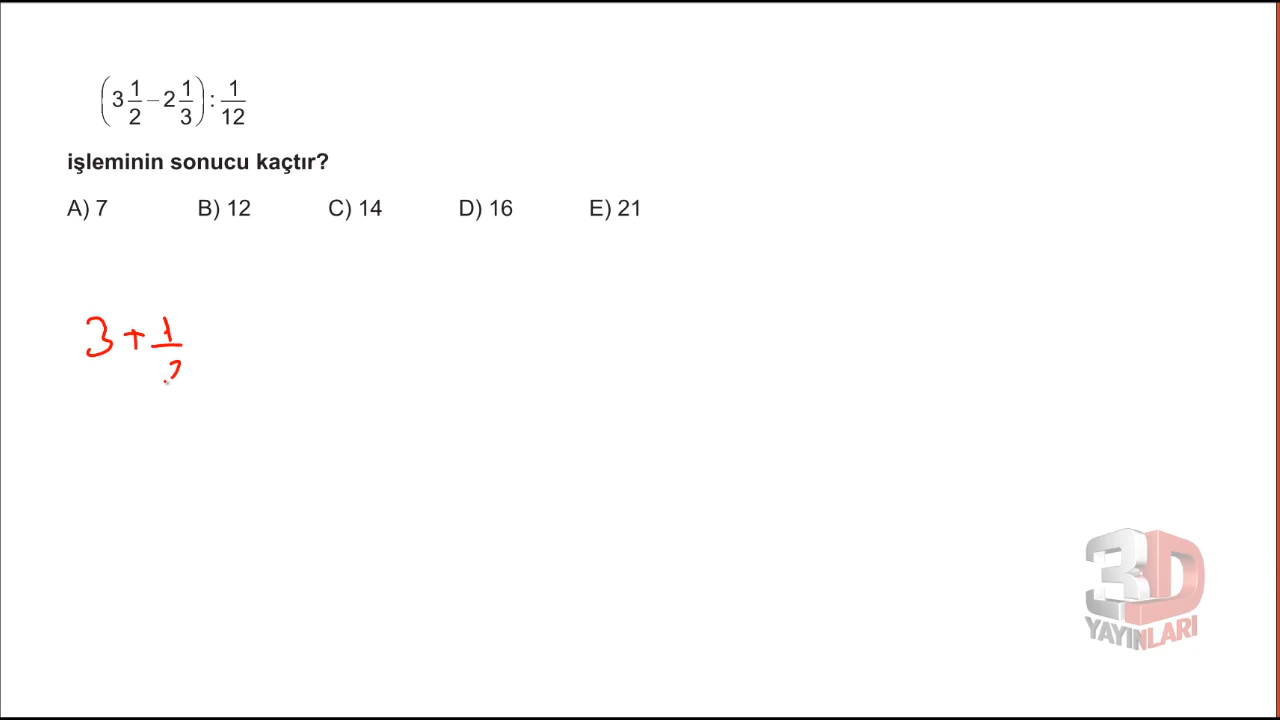 (3 1/2 − 2 1/3) : 1/12
işleminin sonucu kaçtır?
A) 7 B) 12 C) 14 D) 16 E) 21
3 + 1/2
3D
YAYINLARI